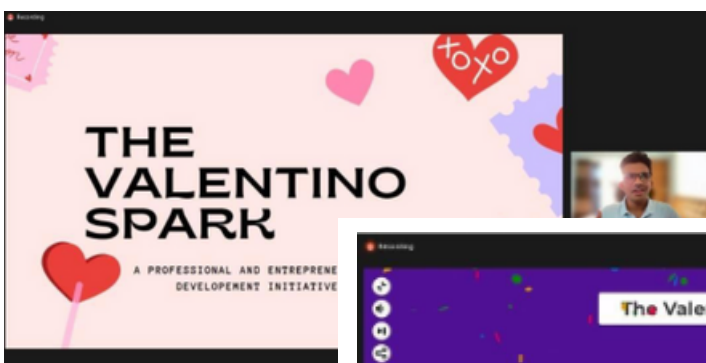 Recording
XOXO
THE
VALENTINO
SPARK
A PROFESSIONAL AND ENTREPRENE
DEVELOPEMENT INITIATIVE
Recording
The Vale